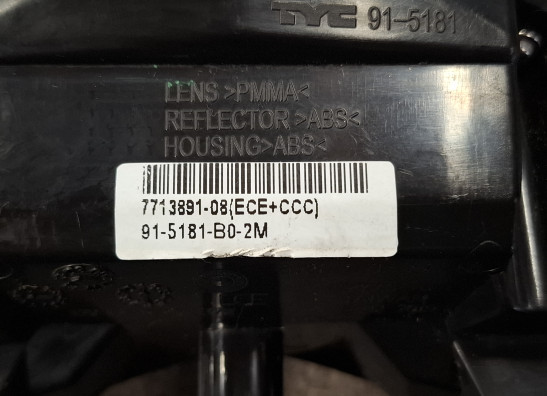 TYC 91-5181
LENS >PMMA<
REFLECTOR >ABS<
HOUSING >ABS<
7713891-08(ECE+CCC)
91-5181-B0-2M